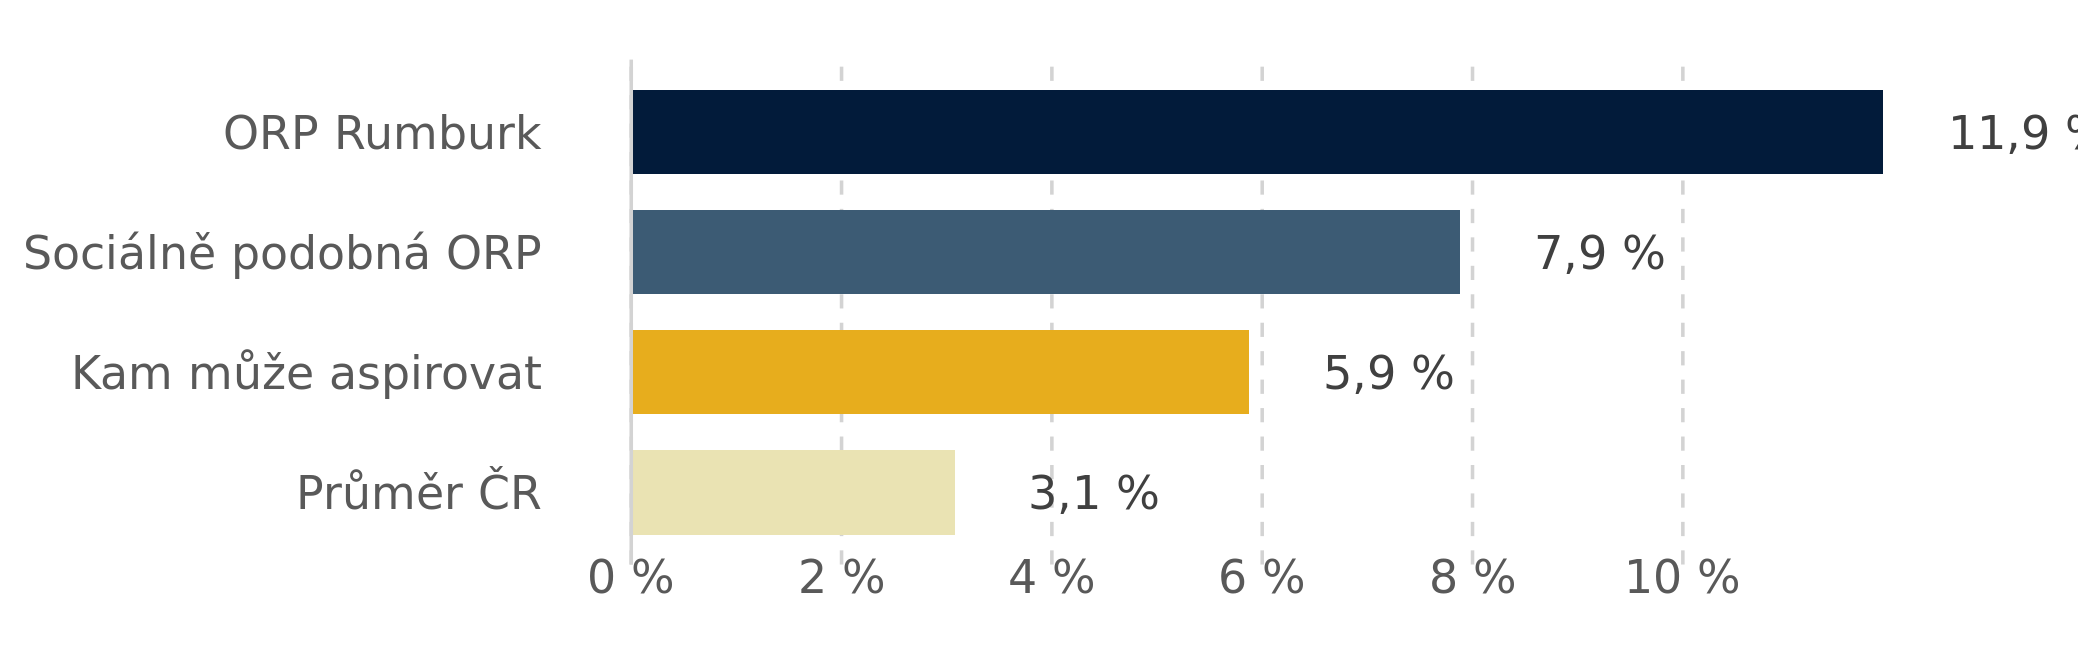 ORP Rumburk 11,9 %
Sociálně podobná ORP 7,9 %
Kam může aspirovat 5,9 %
Průměr ČR 3,1 %
0 % 2 % 4 % 6 % 8 % 10 %